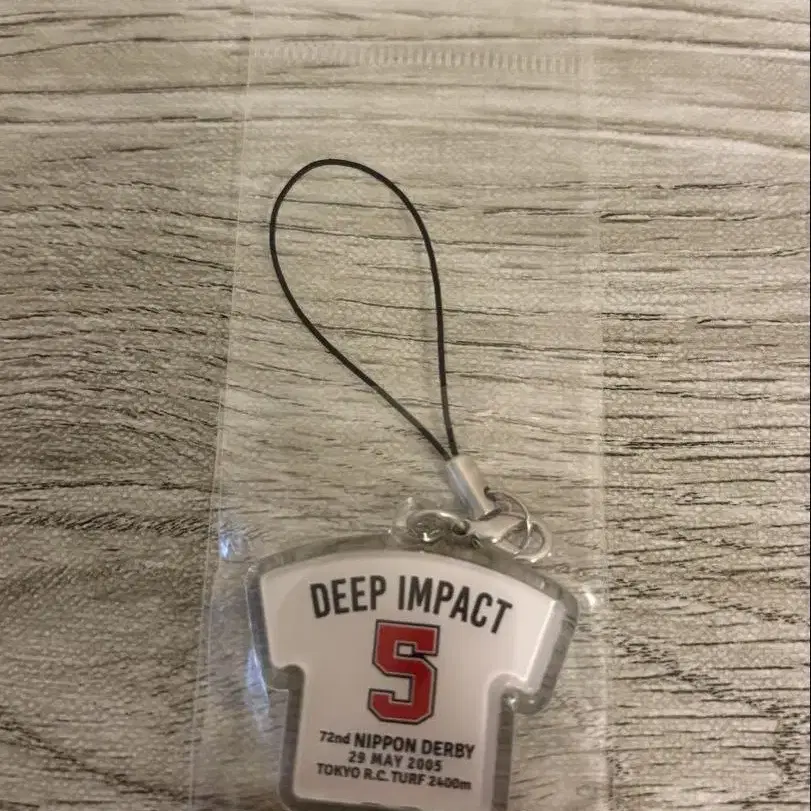 DEEP IMPACT
5
72nd NIPPON DERBY
29 MAY 2005
TOKYO R.C. TURF 2400m